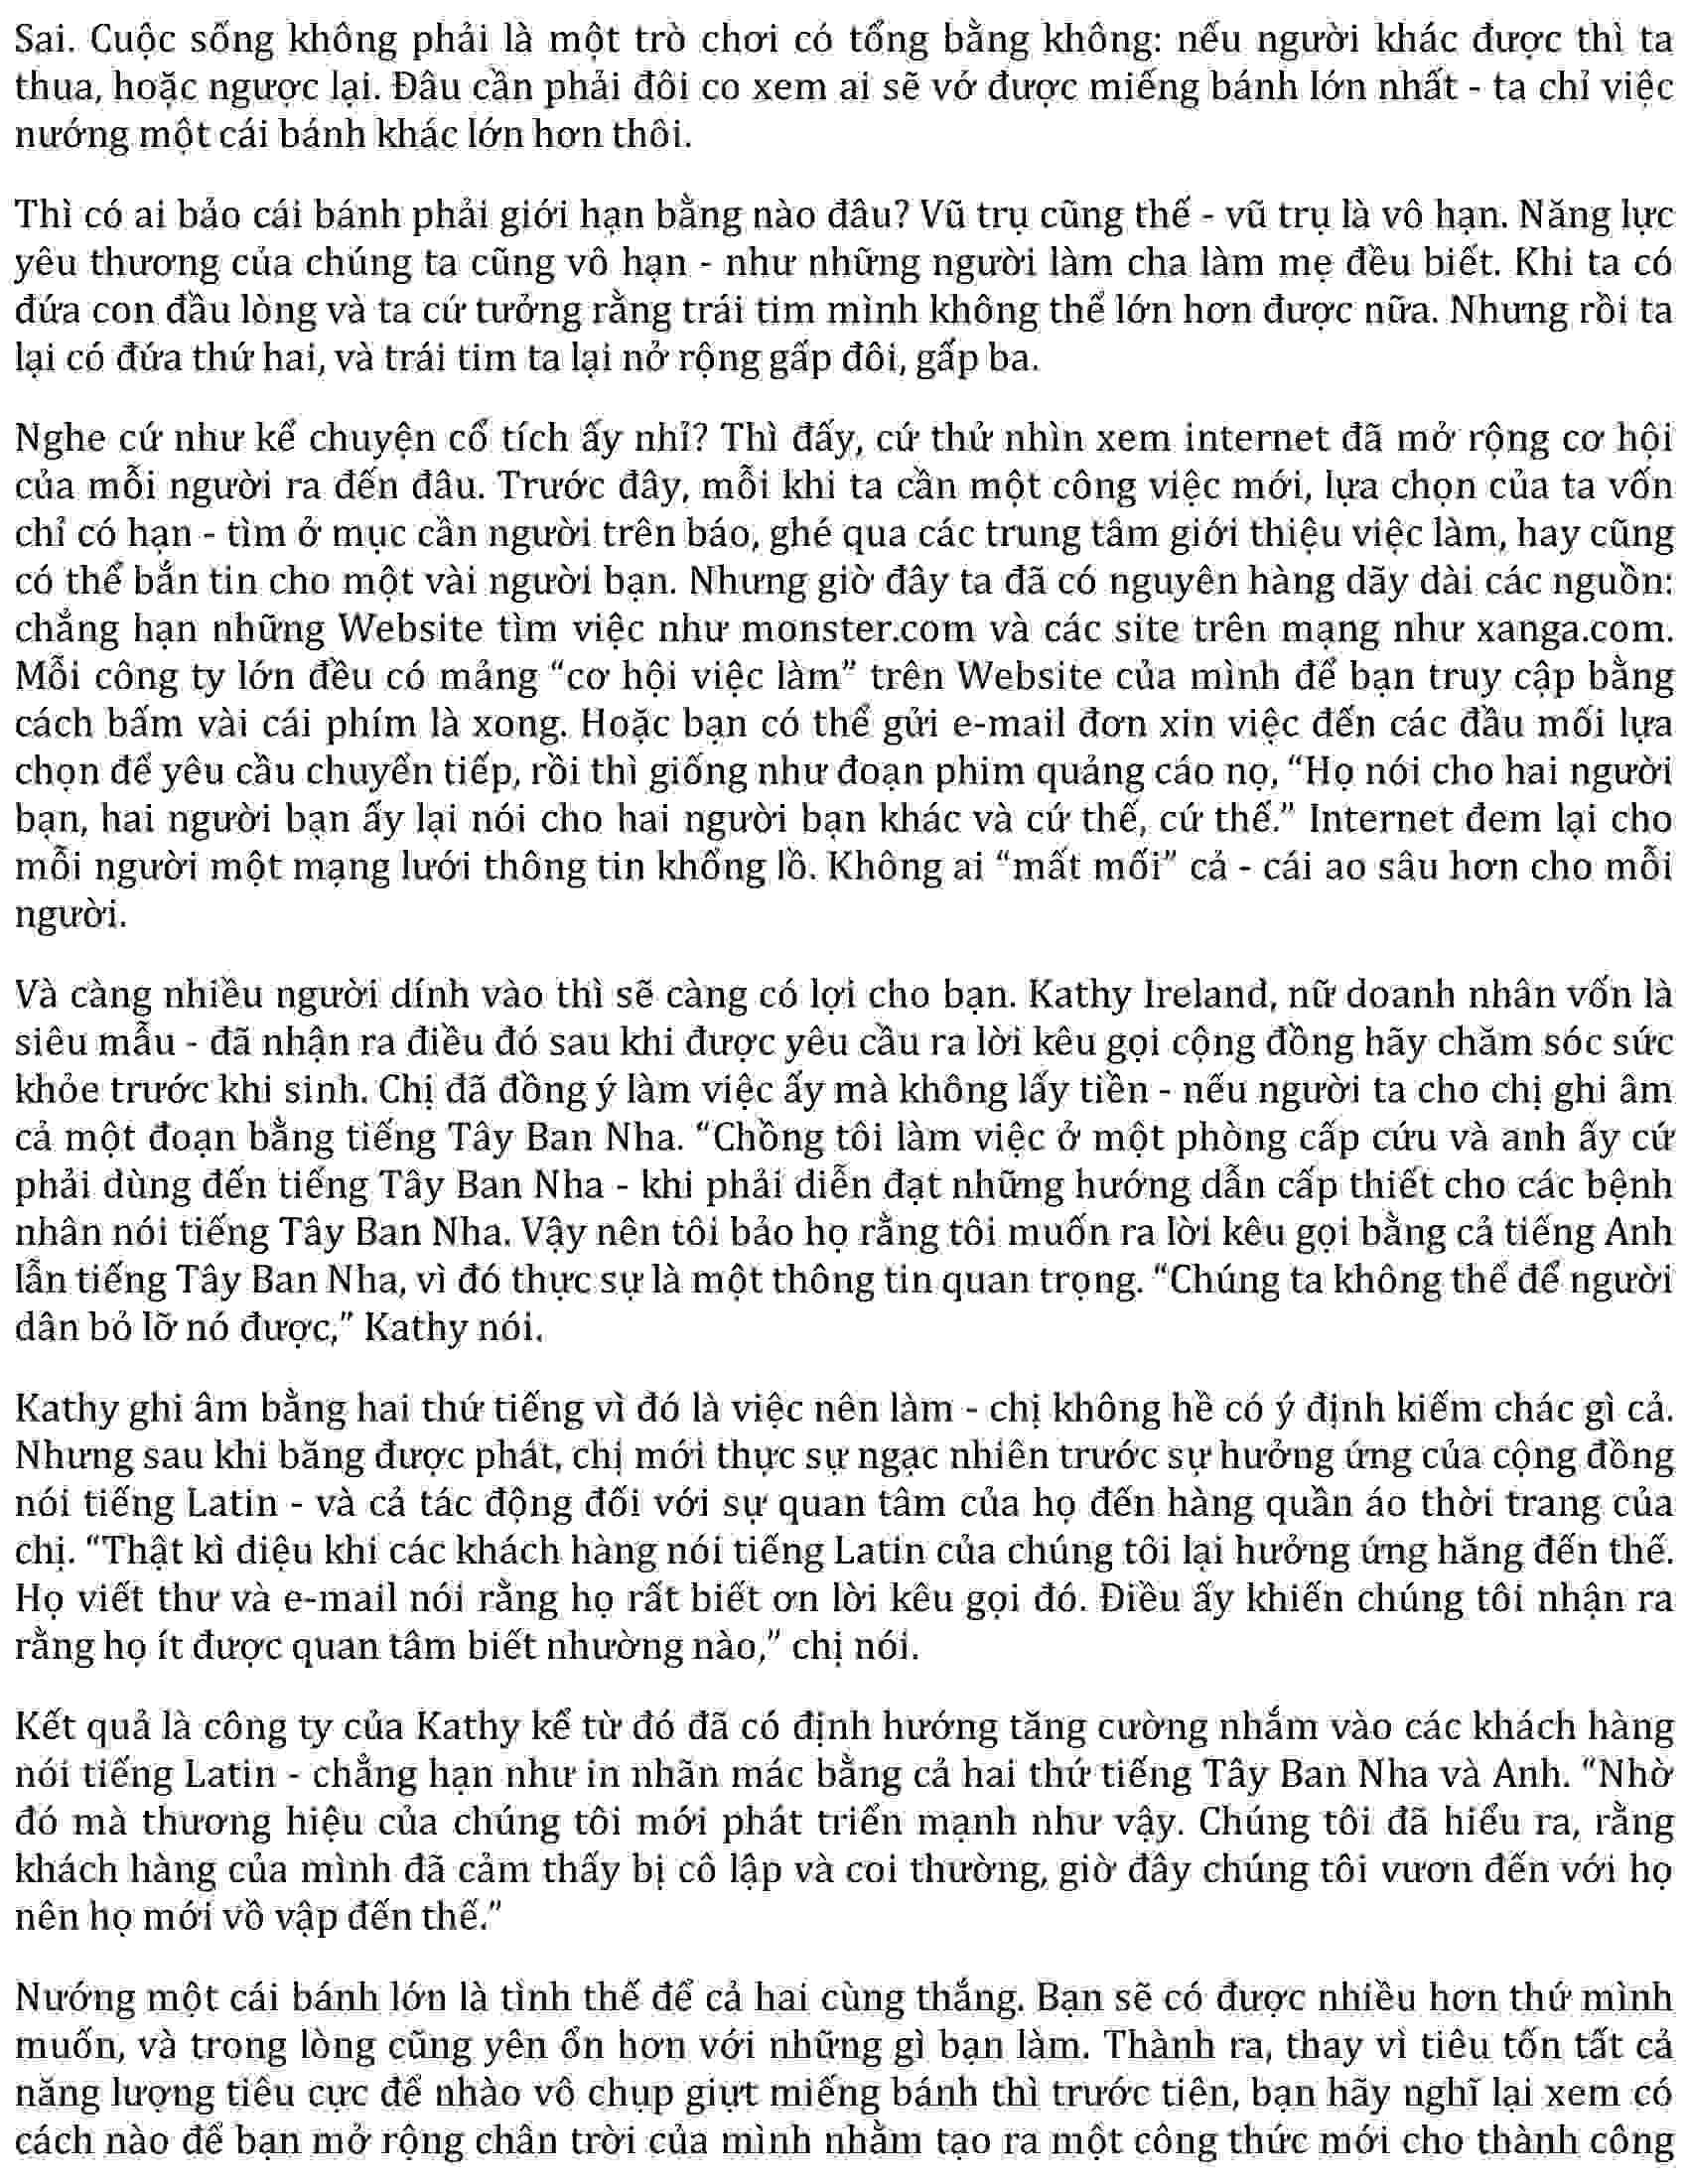 Sai. Cuộc sống không phải là một trò chơi có tổng bằng không: nếu người khác được thì ta
thua, hoặc ngược lại. Đâu cần phải đôi co xem ai sẽ vớ được miếng bánh lớn nhất - ta chỉ việc
nướng một cái bánh khác lớn hơn thôi.
Thì có ai bảo cái bánh phải giới hạn bằng nào đâu? Vũ trụ cũng thế - vũ trụ là vô hạn. Năng lực
yêu thương của chúng ta cũng vô hạn - như những người làm cha làm mẹ đều biết. Khi ta có
đứa con đầu lòng và ta cứ tưởng rằng trái tim mình không thể lớn hơn được nữa. Nhưng rồi ta
lại có đứa thứ hai, và trái tim ta lại nở rộng gấp đôi, gấp ba.
Nghe cứ như kể chuyện cổ tích ấy nhỉ? Thì đấy, cứ thử nhìn xem internet đã mở rộng cơ hội
của mỗi người ra đến đâu. Trước đây, mỗi khi ta cần một công việc mới, lựa chọn của ta vốn
chỉ có hạn - tìm ở mục cần người trên báo, ghé qua các trung tâm giới thiệu việc làm, hay cũng
có thể bắn tin cho một vài người bạn. Nhưng giờ đây ta đã có nguyên hàng dãy dài các nguồn:
chẳng hạn những Website tìm việc như monster.com và các site trên mạng như xanga.com.
Mỗi công ty lớn đều có mảng “cơ hội việc làm” trên Website của mình để bạn truy cập bằng
cách bấm vài cái phím là xong. Hoặc bạn có thể gửi e-mail đơn xin việc đến các đầu mối lựa
chọn để yêu cầu chuyển tiếp, rồi thì giống như đoạn phim quảng cáo nọ, “Họ nói cho hai người
bạn, hai người bạn ấy lại nói cho hai người bạn khác và cứ thế, cứ thế.” Internet đem lại cho
mỗi người một mạng lưới thông tin khổng lồ. Không ai “mất mối” cả - cái ao sâu hơn cho mỗi
người.
Và càng nhiều người dính vào thì sẽ càng có lợi cho bạn. Kathy Ireland, nữ doanh nhân vốn là
siêu mẫu - đã nhận ra điều đó sau khi được yêu cầu ra lời kêu gọi cộng đồng hãy chăm sóc sức
khỏe trước khi sinh. Chị đã đồng ý làm việc ấy mà không lấy tiền - nếu người ta cho chị ghi âm
cả một đoạn bằng tiếng Tây Ban Nha. “Chồng tôi làm việc ở một phòng cấp cứu và anh ấy cứ
phải dùng đến tiếng Tây Ban Nha - khi phải diễn đạt những hướng dẫn cấp thiết cho các bệnh
nhân nói tiếng Tây Ban Nha. Vậy nên tôi bảo họ rằng tôi muốn ra lời kêu gọi bằng cả tiếng Anh
lẫn tiếng Tây Ban Nha, vì đó thực sự là một thông tin quan trọng. “Chúng ta không thể để người
dân bỏ lỡ nó được,” Kathy nói.
Kathy ghi âm bằng hai thứ tiếng vì đó là việc nên làm - chị không hề có ý định kiếm chác gì cả.
Nhưng sau khi băng được phát, chị mới thực sự ngạc nhiên trước sự hưởng ứng của cộng đồng
nói tiếng Latin - và cả tác động đối với sự quan tâm của họ đến hàng quần áo thời trang của
chị. “Thật kì diệu khi các khách hàng nói tiếng Latin của chúng tôi lại hưởng ứng hăng đến thế.
Họ viết thư và e-mail nói rằng họ rất biết ơn lời kêu gọi đó. Điều ấy khiến chúng tôi nhận ra
rằng họ ít được quan tâm biết nhường nào,” chị nói.
Kết quả là công ty của Kathy kể từ đó đã có định hướng tăng cường nhắm vào các khách hàng
nói tiếng Latin - chẳng hạn như in nhãn mác bằng cả hai thứ tiếng Tây Ban Nha và Anh. “Nhờ
đó mà thương hiệu của chúng tôi mới phát triển mạnh như vậy. Chúng tôi đã hiểu ra, rằng
khách hàng của mình đã cảm thấy bị cô lập và coi thường, giờ đây chúng tôi vươn đến với họ
nên họ mới vồ vập đến thế.”
Nướng một cái bánh lớn là tình thế để cả hai cùng thắng. Bạn sẽ có được nhiều hơn thứ mình
muốn, và trong lòng cũng yên ổn hơn với những gì bạn làm. Thành ra, thay vì tiêu tốn tất cả
năng lượng tiêu cực để nhào vô chụp giựt miếng bánh thì trước tiên, bạn hãy nghĩ lại xem có
cách nào để bạn mở rộng chân trời của mình nhằm tạo ra một công thức mới cho thành công